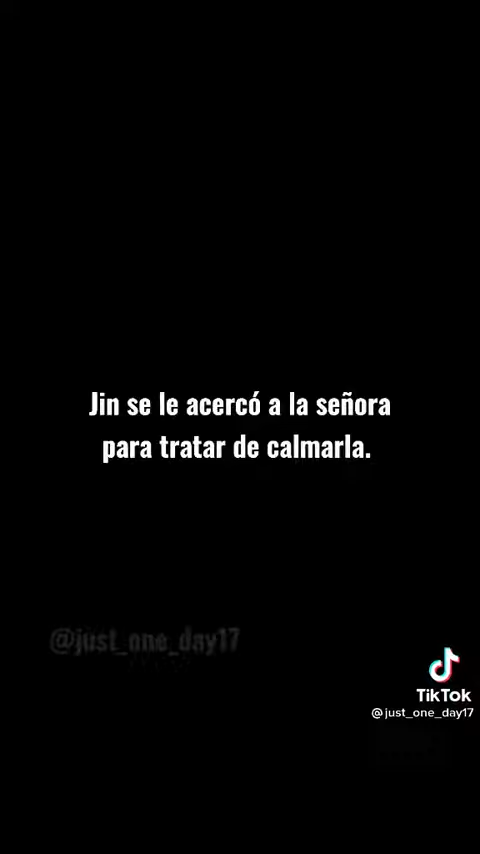 Jin se le acercó a la señora
para tratar de calmarla.
@just_one_day17
TikTok
@just_one_day17